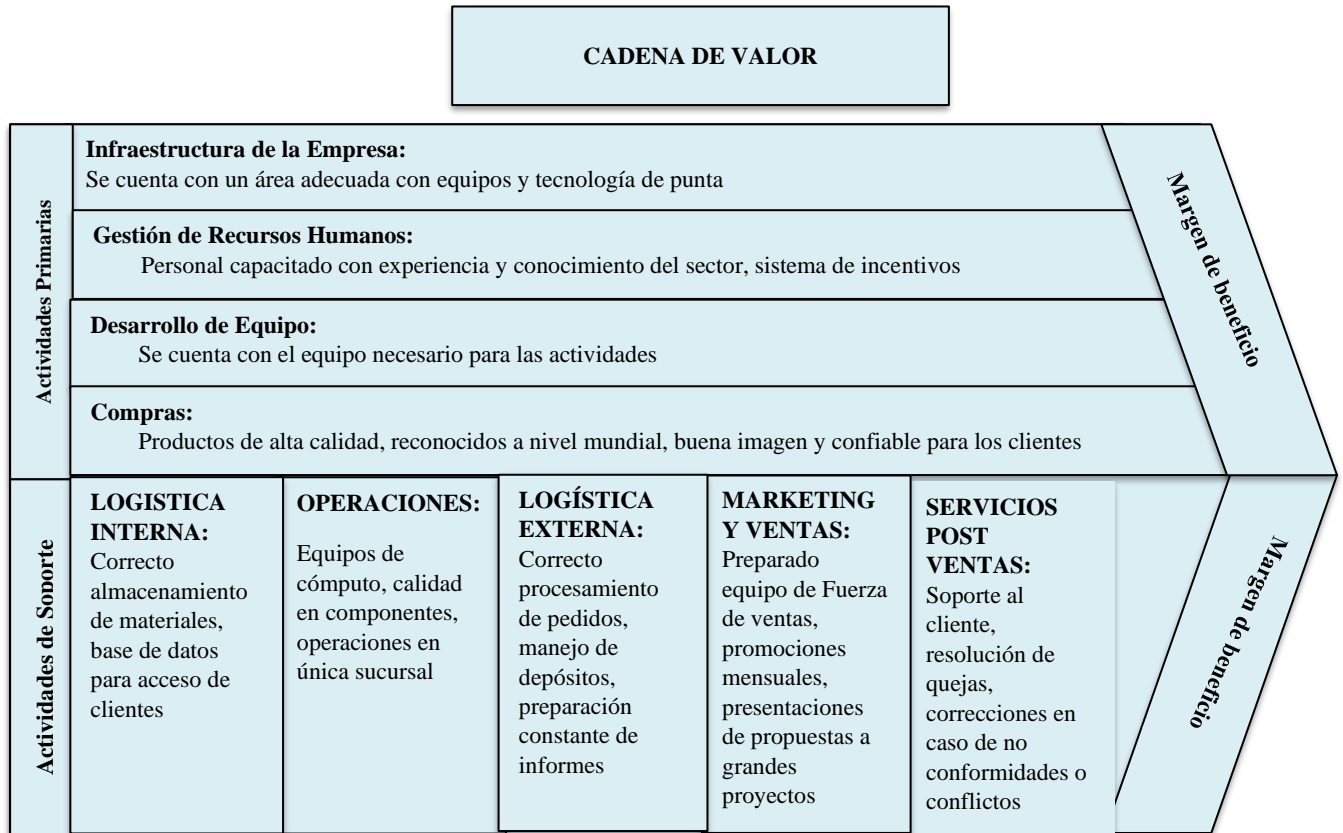 CADENA DE VALOR
Actividades Primarias
Infraestructura de la Empresa:
Se cuenta con un área adecuada con equipos y tecnología de punta
Gestión de Recursos Humanos:
Personal capacitado con experiencia y conocimiento del sector, sistema de incentivos
Desarrollo de Equipo:
Se cuenta con el equipo necesario para las actividades
Compras:
Productos de alta calidad, reconocidos a nivel mundial, buena imagen y confiable para los clientes
Margen de beneficio
Actividades de Soporte
LOGISTICA
INTERNA:
Correcto
almacenamiento
de materiales,
base de datos
para acceso de
clientes
OPERACIONES:
Equipos de
cómputo, calidad
en componentes,
operaciones en
única sucursal
LOGÍSTICA
EXTERNA:
Correcto
procesamiento
de pedidos,
manejo de
depósitos,
preparación
constante de
informes
MARKETING
Y VENTAS:
Preparado
equipo de Fuerza
de ventas,
promociones
mensuales,
presentaciones
de propuestas a
grandes
proyectos
SERVICIOS
POST
VENTAS:
Soporte al
cliente,
resolución de
quejas,
correcciones en
caso de no
conformidades o
conflictos
Margen de beneficio